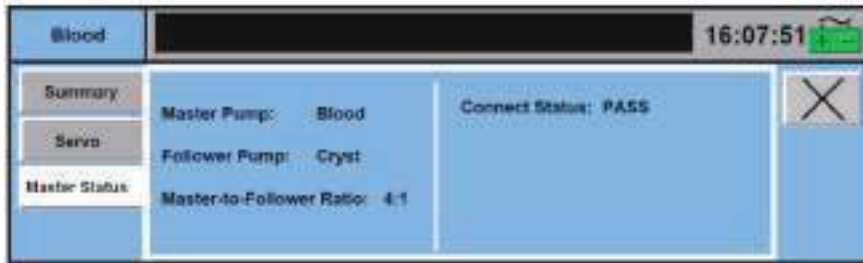 Blood
16:07:51
Summary
Servo
Master Status
Master Pump: Blood
Follower Pump: Cryst
Master-to-Follower Ratio: 4:1
Connect Status: PASS